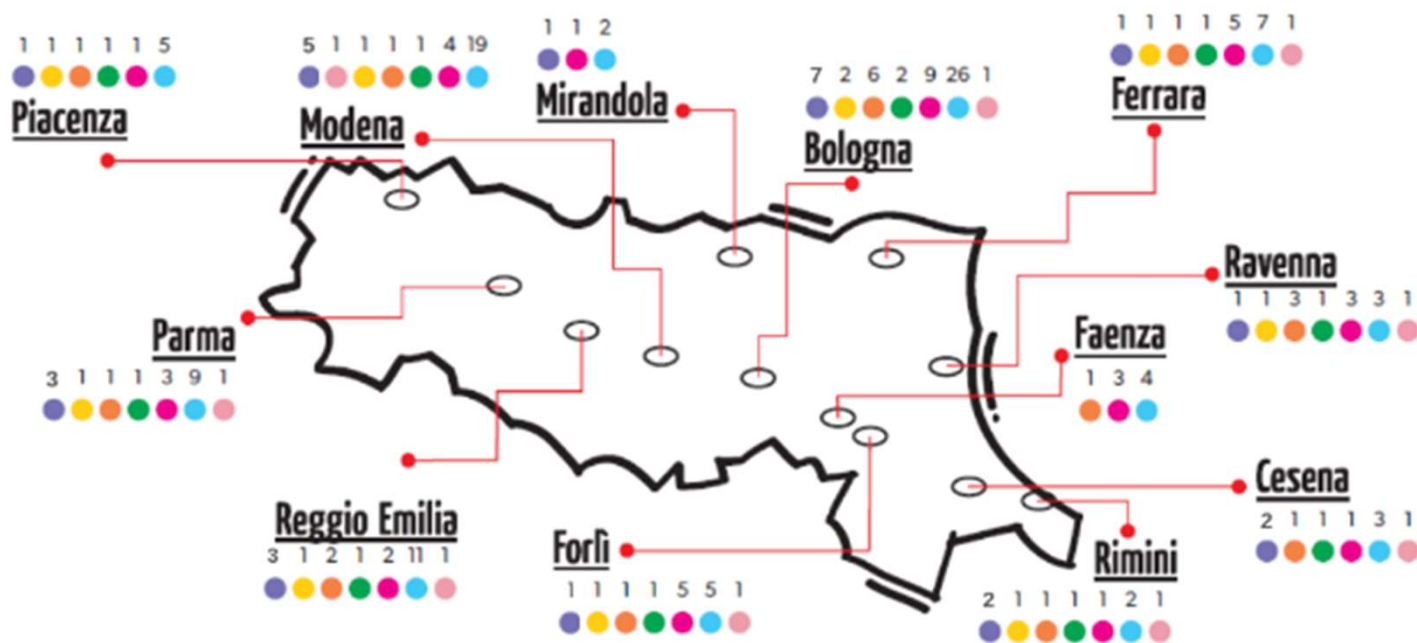 1 1 1 1 1 5
Piacenza
5 1 1 1 1 4 19
Modena
1 1 2
Mirandola
7 2 6 2 9 26 1
Bologna
1 1 1 1 5 7 1
Ferrara
Ravenna
1 1 3 1 3 3 1
Parma
3 1 1 1 3 9 1
Faenza
1 3 4
Cesena
2 1 1 1 3 1
Reggio Emilia
3 1 2 1 2 11 1
Forlì
1 1 1 1 5 5 1
Rimini
2 1 1 1 1 2 1